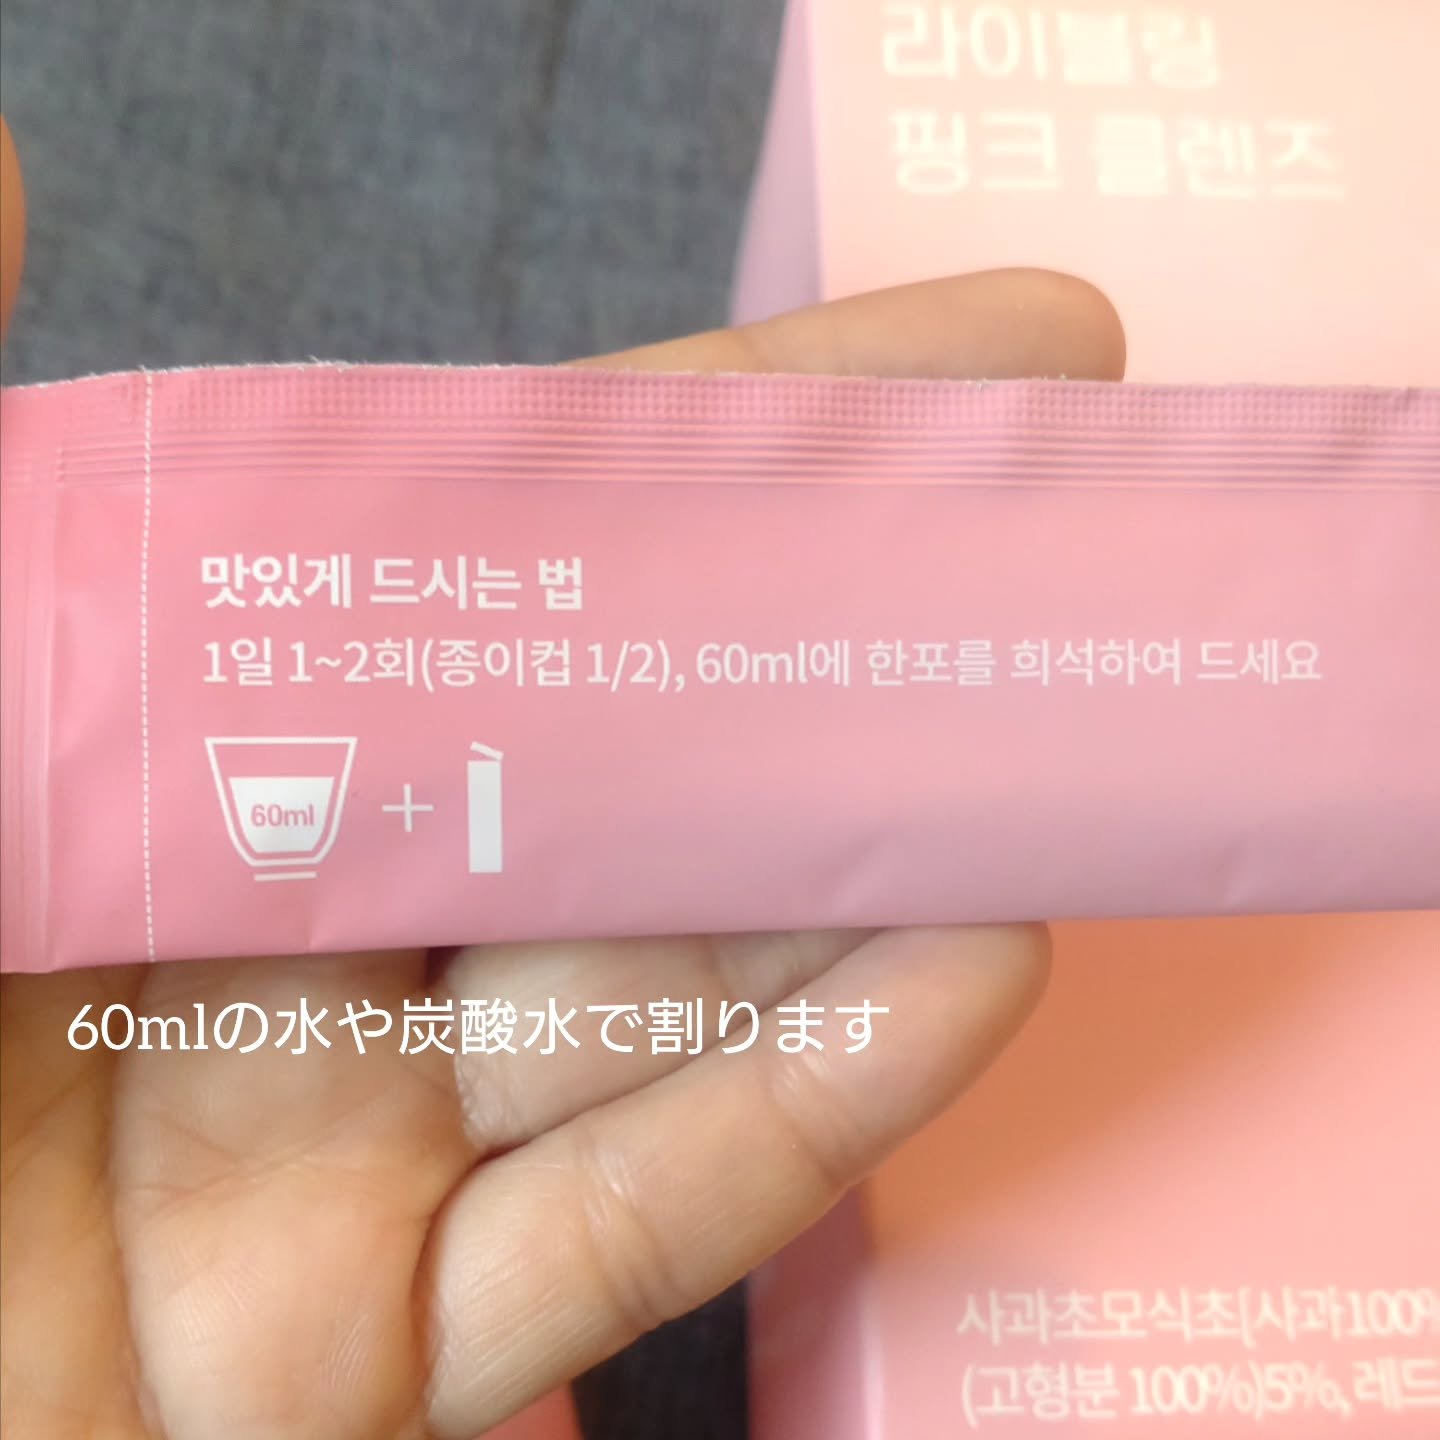 라이블링
핑크 클렌즈
맛있게 드시는 법
1일 1~2회(종이컵 1/2), 60ml에 한포를 희석하여 드세요
60ml
+
60mlの水や炭酸水で割ります
사과초모식초[사과100%
(고형분 100%)5%, 레드